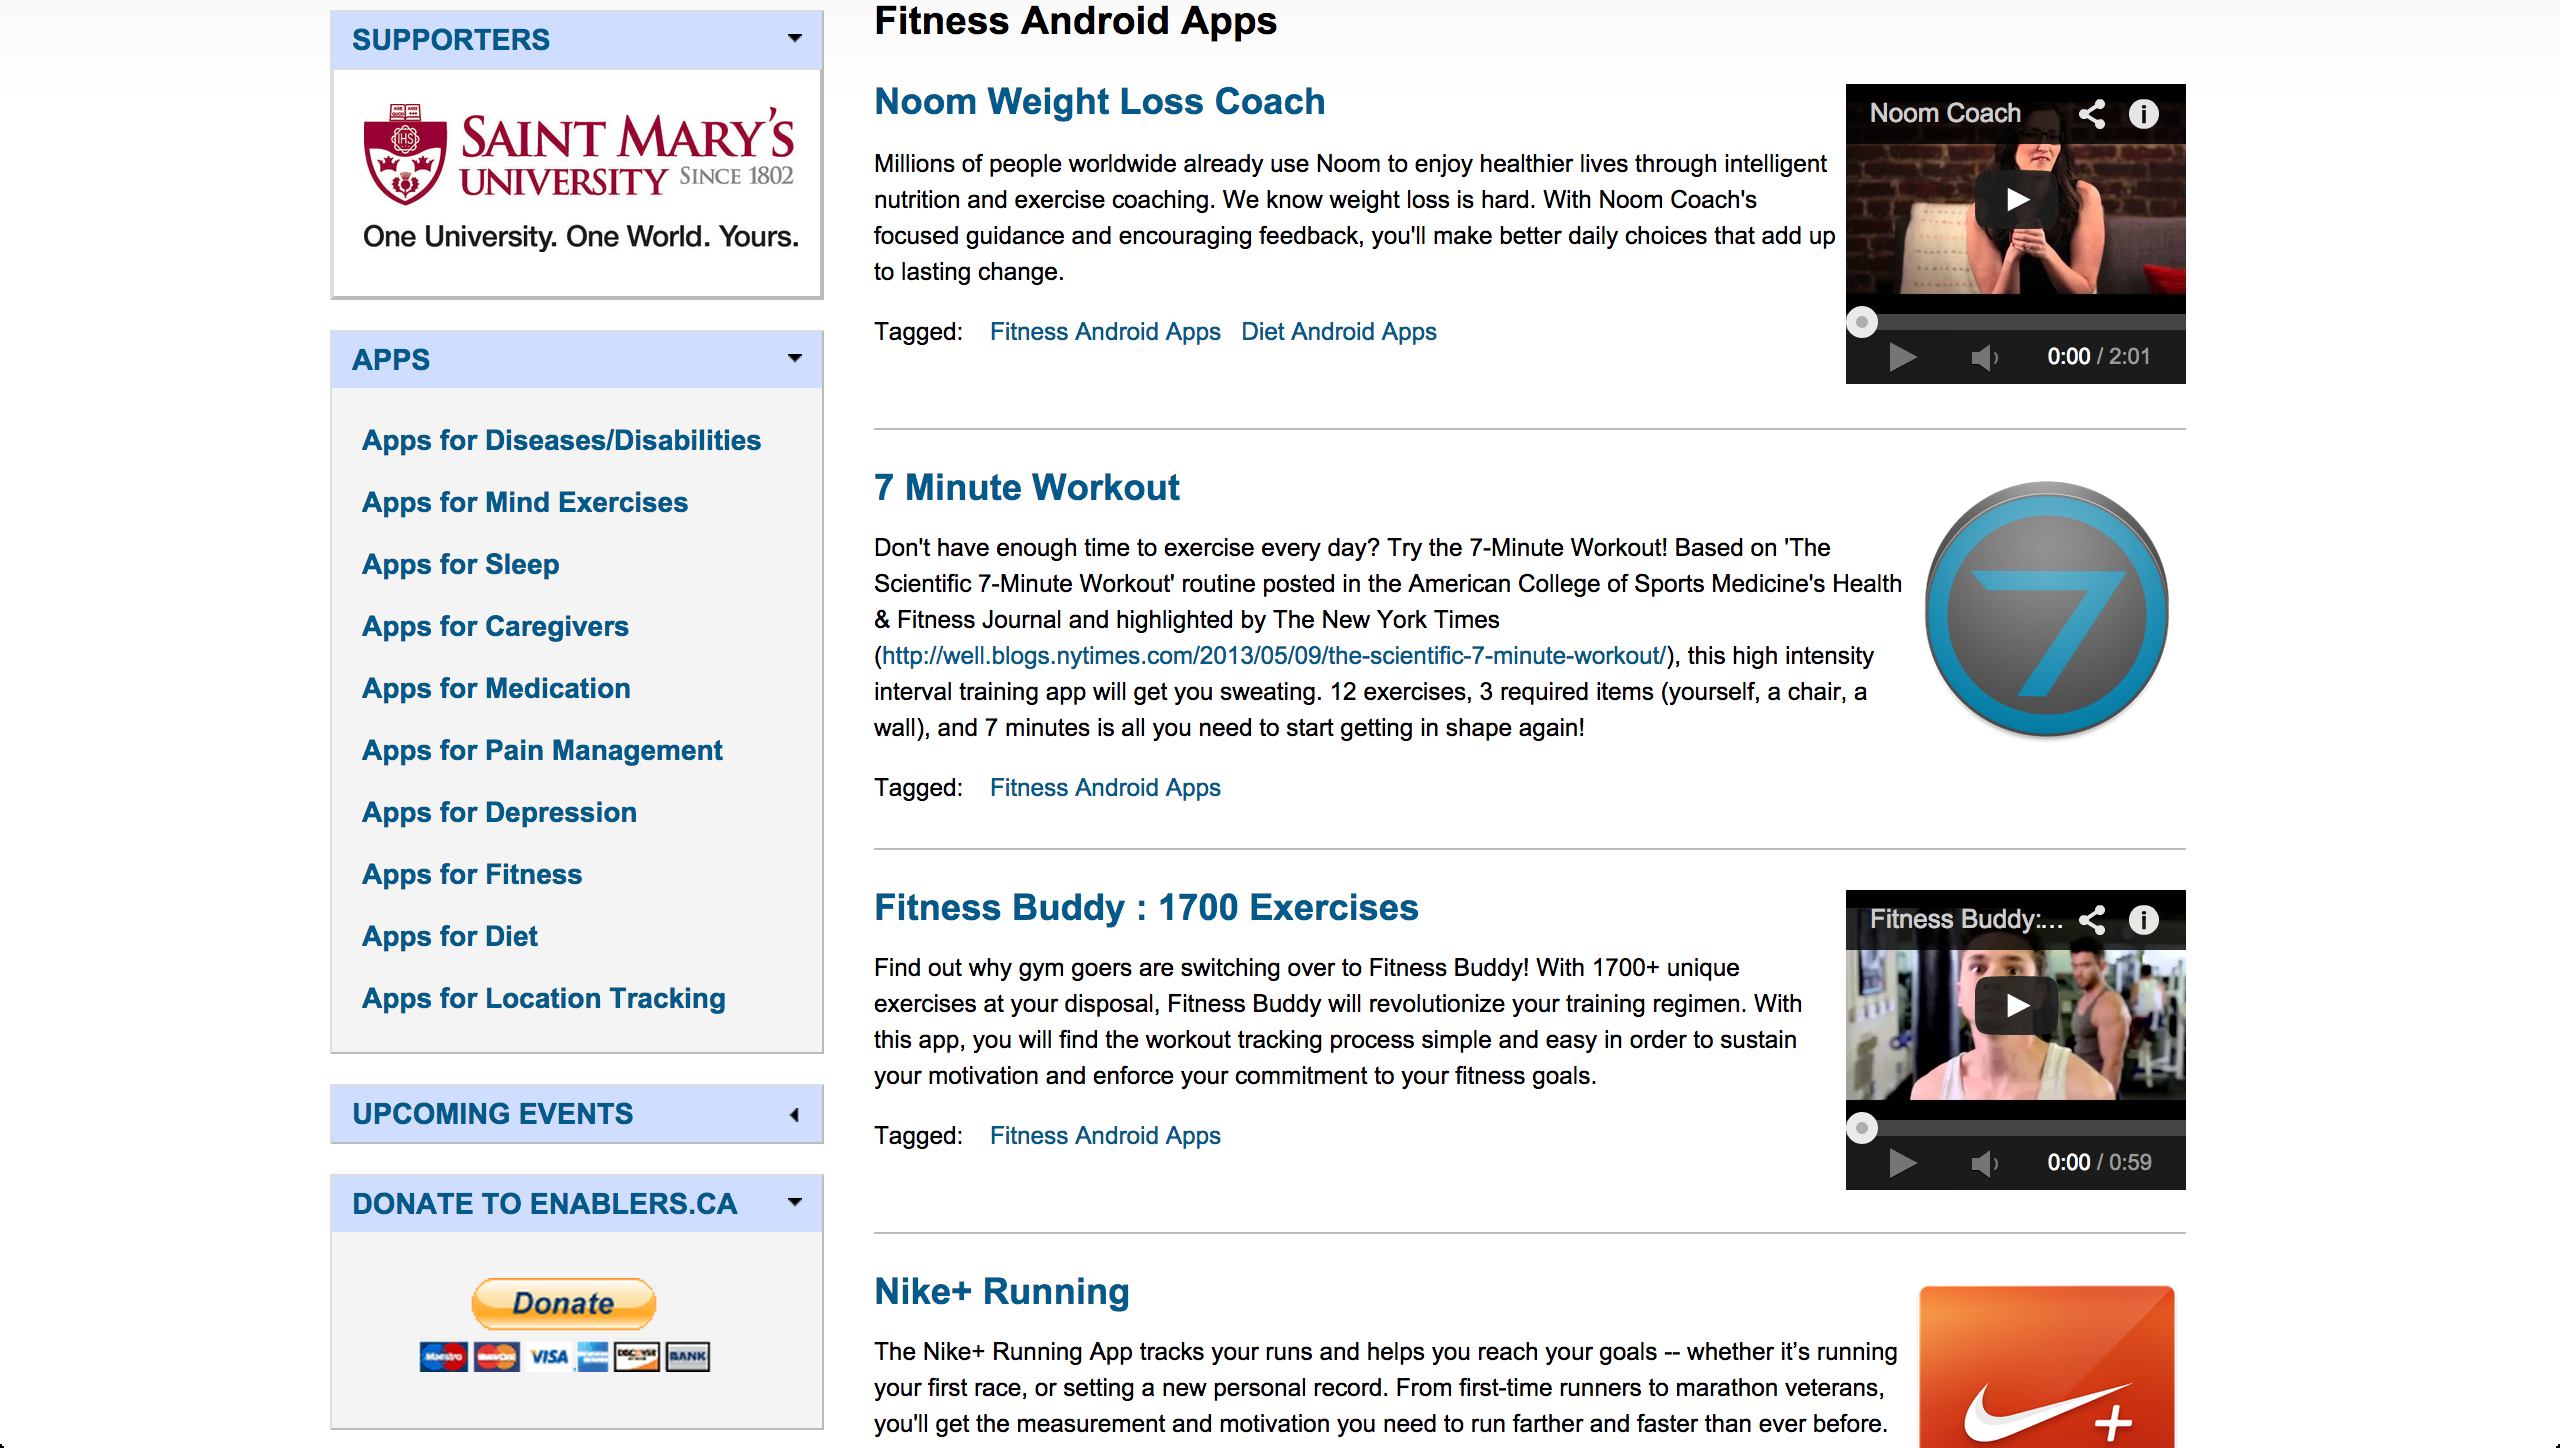 SUPPORTERS
SAINT MARY'S
UNIVERSITY SINCE 1802
One University. One World. Yours.
APPS
Apps for Diseases/Disabilities
Apps for Mind Exercises
Apps for Sleep
Apps for Caregivers
Apps for Medication
Apps for Pain Management
Apps for Depression
Apps for Fitness
Apps for Diet
Apps for Location Tracking
UPCOMING EVENTS
DONATE TO ENABLERS.CA
Donate
Maestro MasterCard VISA DISCOVER BANK
Fitness Android Apps
Noom Weight Loss Coach
Millions of people worldwide already use Noom to enjoy healthier lives through intelligent
nutrition and exercise coaching. We know weight loss is hard. With Noom Coach's
focused guidance and encouraging feedback, you'll make better daily choices that add up
to lasting change.
Tagged: Fitness Android Apps Diet Android Apps
Noom Coach
0:00 / 2:01
7 Minute Workout
Don't have enough time to exercise every day? Try the 7-Minute Workout! Based on 'The
Scientific 7-Minute Workout' routine posted in the American College of Sports Medicine's Health
& Fitness Journal and highlighted by The New York Times
(http://well.blogs.nytimes.com/2013/05/09/the-scientific-7-minute-workout/), this high intensity
interval training app will get you sweating. 12 exercises, 3 required items (yourself, a chair, a
wall), and 7 minutes is all you need to start getting in shape again!
Tagged: Fitness Android Apps
7
Fitness Buddy : 1700 Exercises
Find out why gym goers are switching over to Fitness Buddy! With 1700+ unique
exercises at your disposal, Fitness Buddy will revolutionize your training regimen. With
this app, you will find the workout tracking process simple and easy in order to sustain
your motivation and enforce your commitment to your fitness goals.
Tagged: Fitness Android Apps
Fitness Buddy:...
0:00 / 0:59
Nike+ Running
The Nike+ Running App tracks your runs and helps you reach your goals -- whether it’s running
your first race, or setting a new personal record. From first-time runners to marathon veterans,
you'll get the measurement and motivation you need to run farther and faster than ever before.